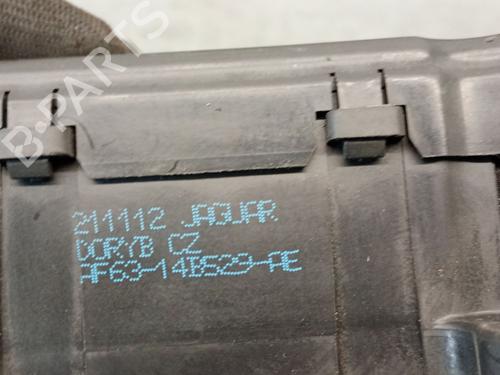 B-PARTS
211112 JAGUAR
DORYB CZ
AF63-14B529-AE